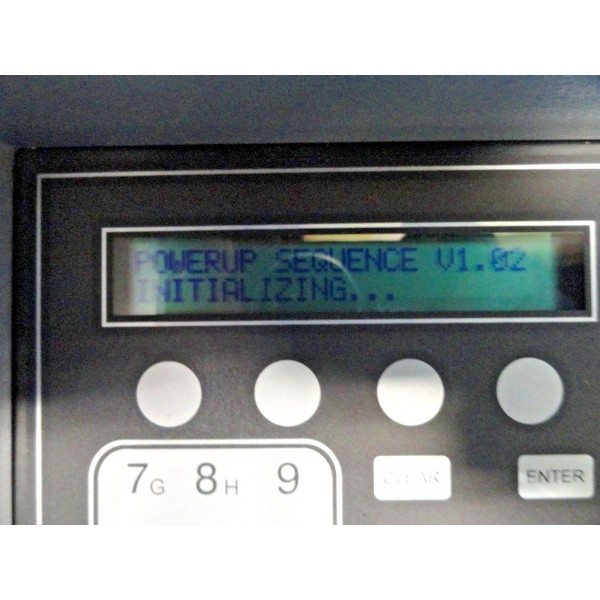 POWERUP SEQUENCE V1.02
INITIALIZING...
7G 8H 9
CLEAR
ENTER